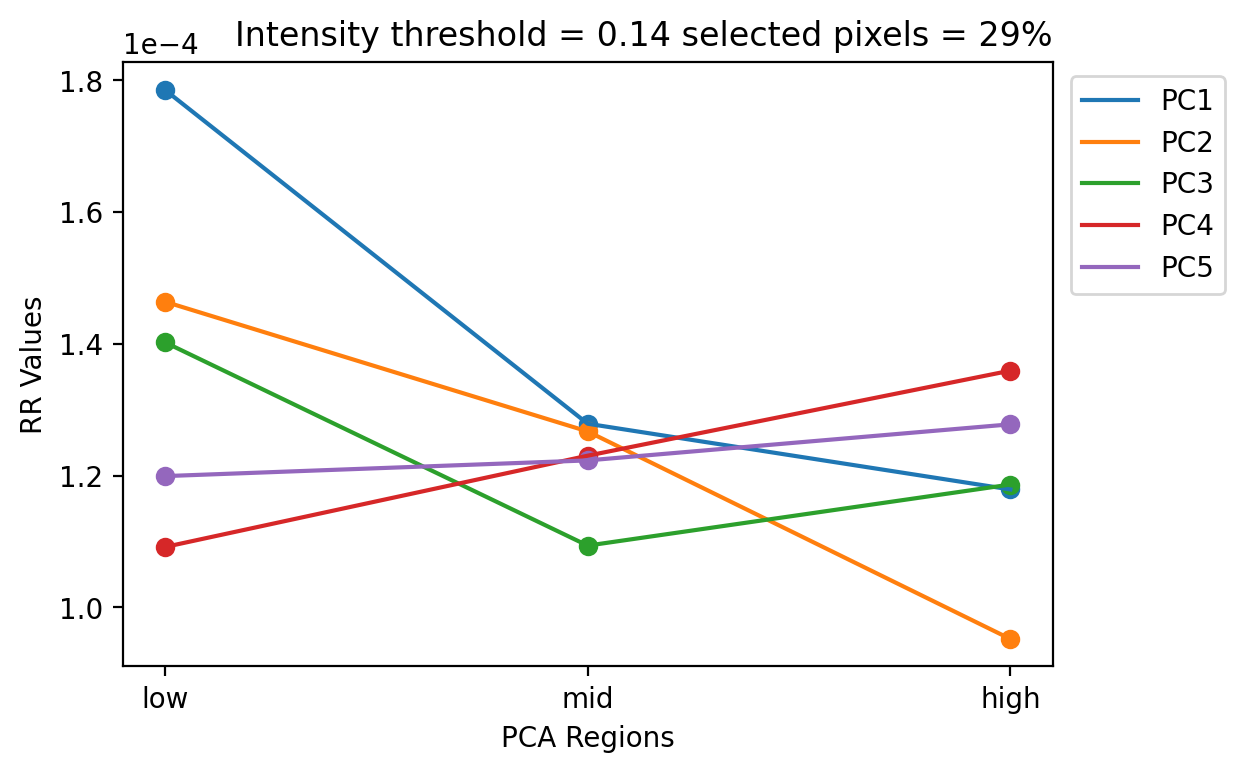 Intensity threshold = 0.14 selected pixels = 29%
1e−4
1.8
1.6
1.4
1.2
1.0
RR Values
low
mid
high
PCA Regions
PC1
PC2
PC3
PC4
PC5